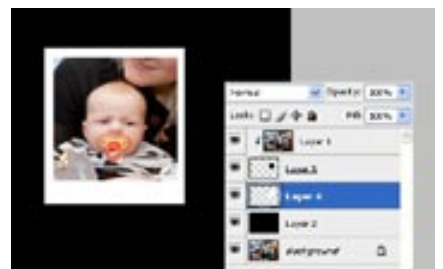 Normal Opacity: 100%
Lock: Fill: 100%
Layer 1
Layer 3
Layer 4
Layer 2
Background